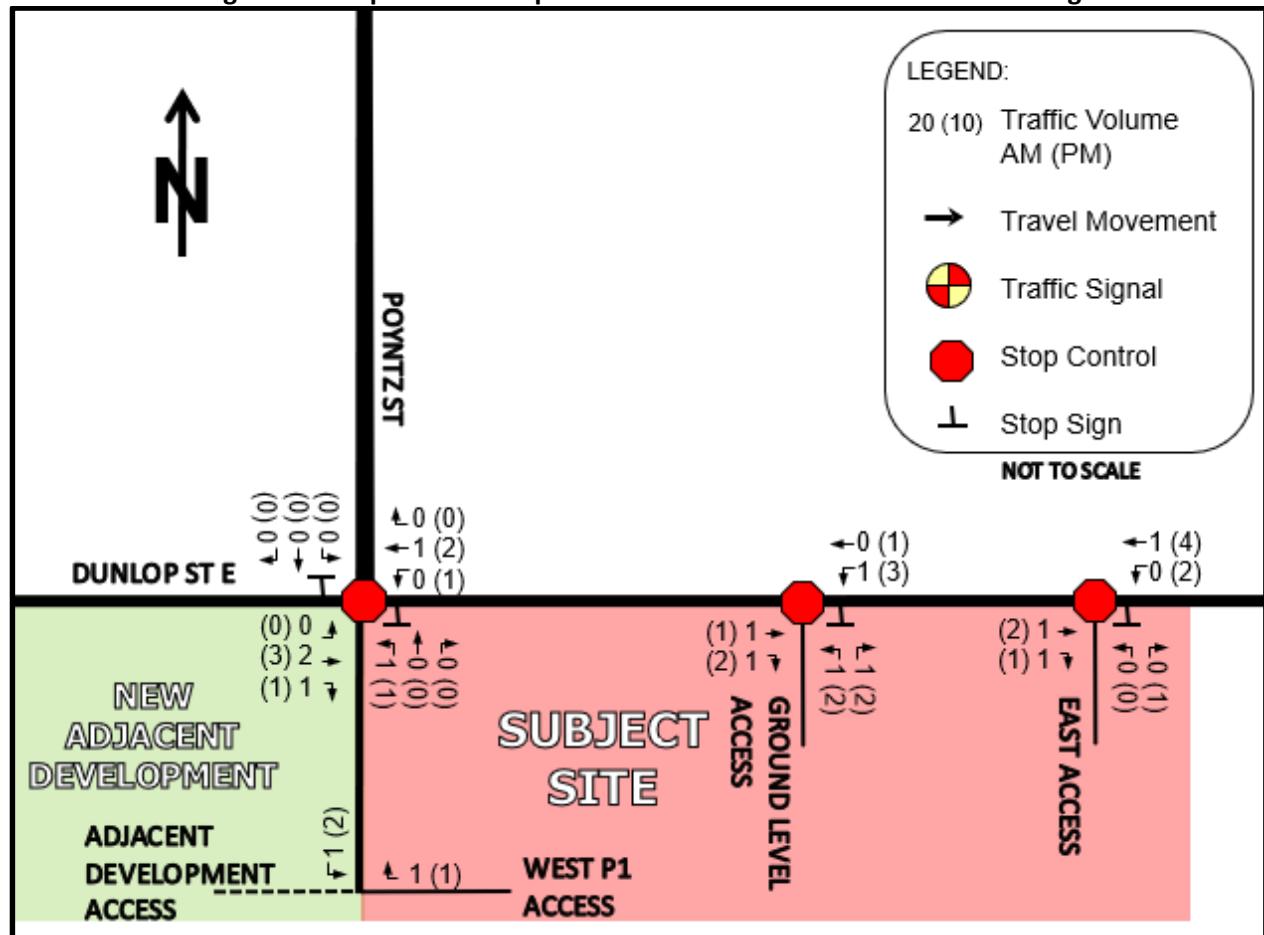 LEGEND:
20 (10) Traffic Volume
AM (PM)
Travel Movement
Traffic Signal
Stop Control
Stop Sign
NOT TO SCALE
N
POYNTZ ST
DUNLOP ST E
0 (0)
0 (0)
0 (0)
0 (0)
1 (2)
0 (1)
(0) 0
(3) 2
(1) 1
1 (1)
0 (0)
0 (0)
0 (1)
1 (3)
(1) 1
(2) 1
1 (2)
1 (2)
1 (4)
0 (2)
(2) 1
(1) 1
0 (0)
0 (1)
NEW
ADJACENT
DEVELOPMENT
SUBJECT
SITE
GROUND LEVEL
ACCESS
EAST ACCESS
ADJACENT
DEVELOPMENT
ACCESS
1 (2)
1 (1)
WEST P1
ACCESS